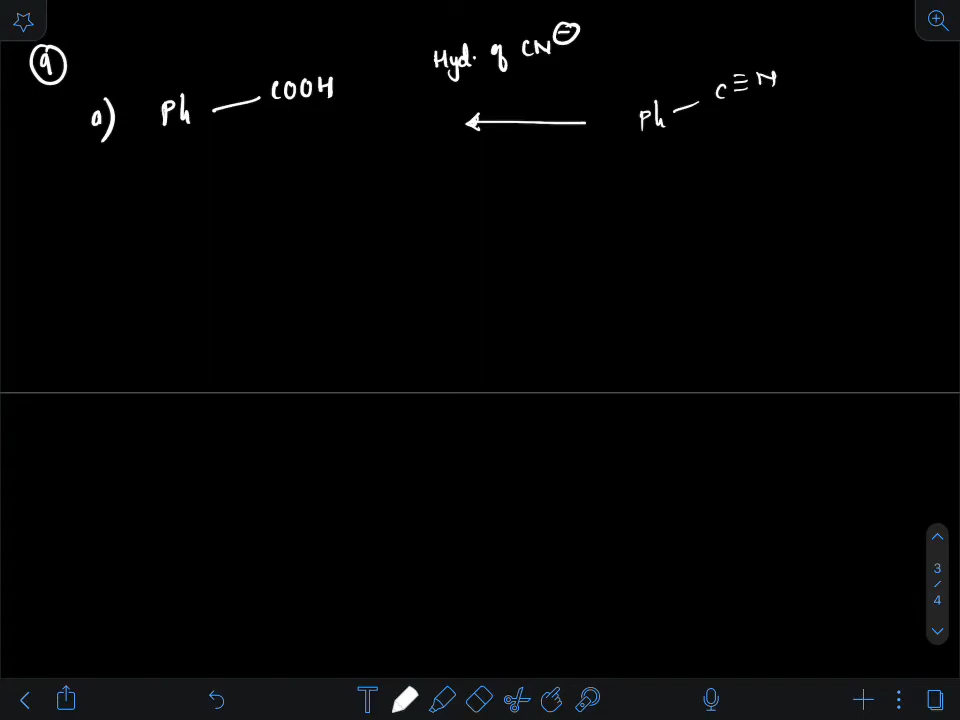 9
Hyd. of CN⊖
a) Ph — COOH ← Ph — C≡N
3
/
4
T